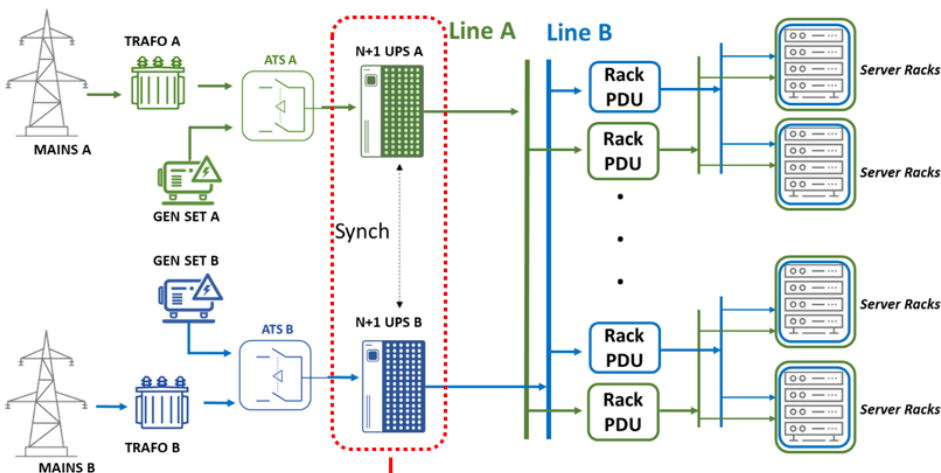 TRAFO A
ATS A
N+1 UPS A
Line A
Line B
Rack
PDU
Server Racks
MAINS A
Rack
PDU
Server Racks
GEN SET A
Synch
GEN SET B
Server Racks
ATS B
N+1 UPS B
Rack
PDU
Server Racks
Rack
PDU
TRAFO B
MAINS B